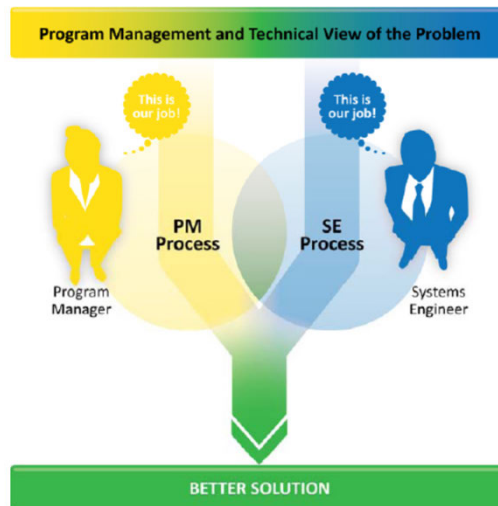 Program Management and Technical View of the Problem
This is
our job!
This is
our job!
PM
Process
SE
Process
Program
Manager
Systems
Engineer
BETTER SOLUTION